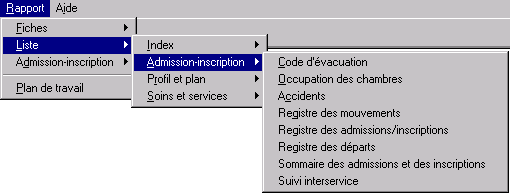 Rapport Ajde
Fiches
Liste
Admission-inscription
Plan de travail
Index
Admission-inscription
Profil et plan
Soins et services
Code d'évacuation
Occupation des chambres
Accidents
Registre des mouvements
Registre des admissions/inscriptions
Registre des départs
Sommaire des admissions et des inscriptions
Suivi interservice